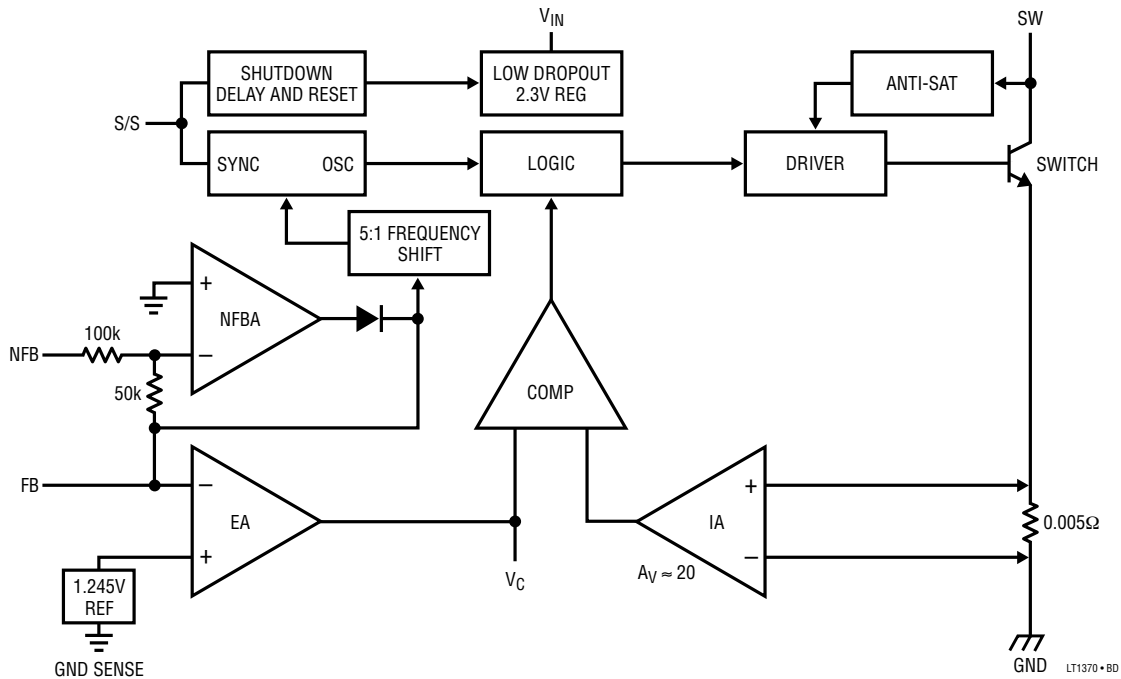 V_IN
SW
SHUTDOWN
DELAY AND RESET
LOW DROPOUT
2.3V REG
ANTI-SAT
S/S
SYNC
OSC
LOGIC
DRIVER
SWITCH
5:1 FREQUENCY
SHIFT
+
NFBA
–
100k
NFB
50k
COMP
FB
–
EA
+
+
IA
–
0.005Ω
A_V ≈ 20
1.245V
REF
V_C
GND SENSE
GND
LT1370 • BD